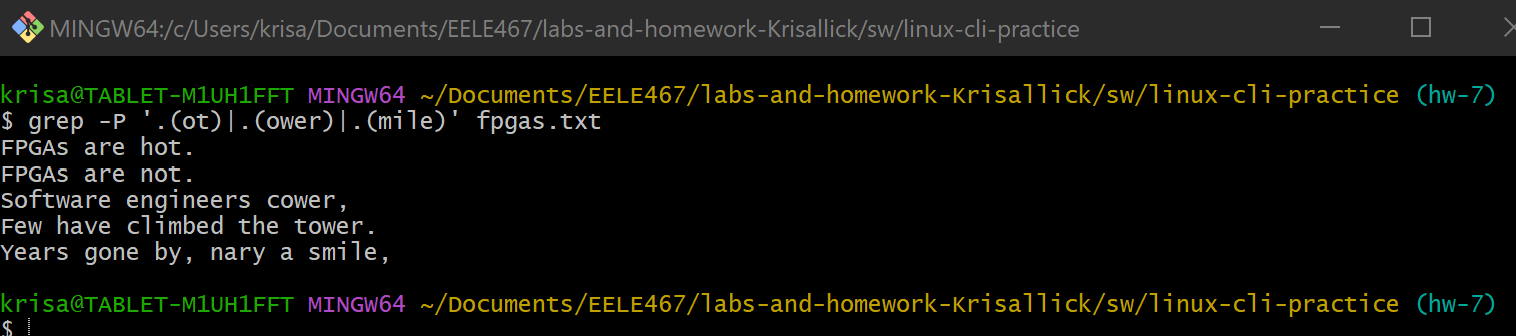 MINGW64:/c/Users/krisa/Documents/EELE467/labs-and-homework-Krisallick/sw/linux-cli-practice
krisa@TABLET-M1UH1FFT MINGW64 ~/Documents/EELE467/labs-and-homework-Krisallick/sw/linux-cli-practice (hw-7)
$ grep -P '.(ot)|.(ower)|.(mile)' fpgas.txt
FPGAs are hot.
FPGAs are not.
Software engineers cower,
Few have climbed the tower.
Years gone by, nary a smile,
krisa@TABLET-M1UH1FFT MINGW64 ~/Documents/EELE467/labs-and-homework-Krisallick/sw/linux-cli-practice (hw-7)
$